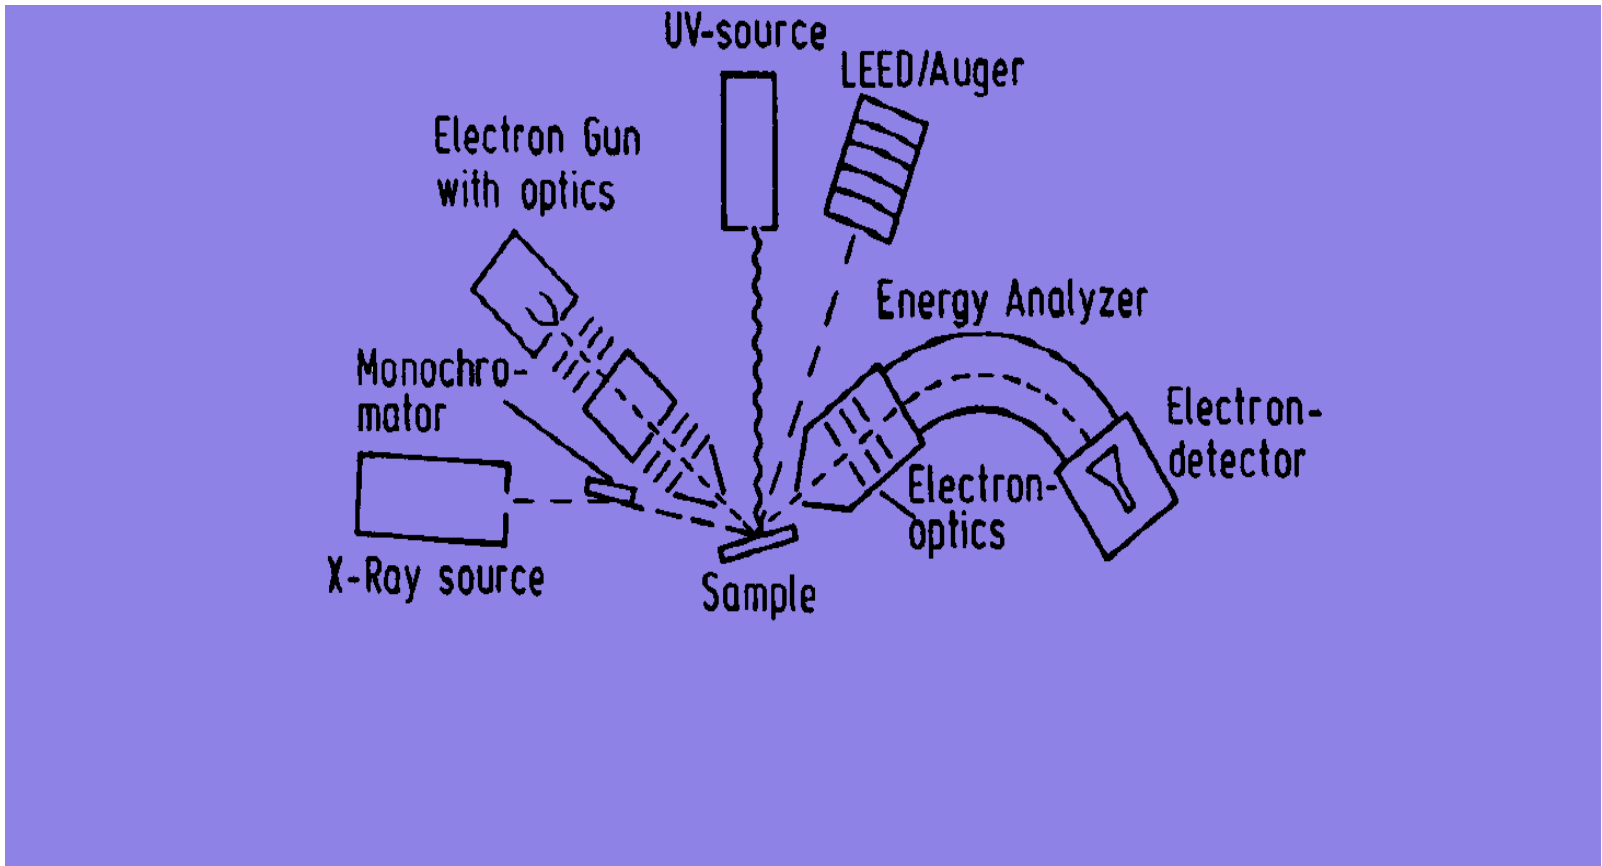 UV-source
LEED/Auger
Electron Gun
with optics
Energy Analyzer
Monochro-
mator
Electron-
detector
Electron-
optics
X-Ray source
Sample